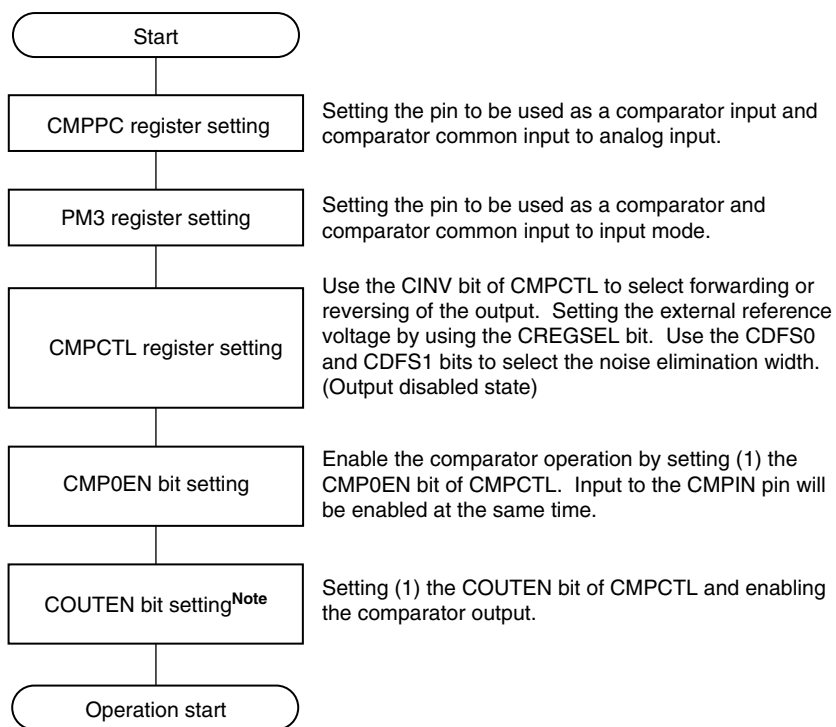 Start
CMPPC register setting
Setting the pin to be used as a comparator input and
comparator common input to analog input.
PM3 register setting
Setting the pin to be used as a comparator and
comparator common input to input mode.
CMPCTL register setting
Use the CINV bit of CMPCTL to select forwarding or
reversing of the output. Setting the external reference
voltage by using the CREGSEL bit. Use the CDFS0
and CDFS1 bits to select the noise elimination width.
(Output disabled state)
CMP0EN bit setting
Enable the comparator operation by setting (1) the
CMP0EN bit of CMPCTL. Input to the CMPIN pin will
be enabled at the same time.
COUTEN bit settingNote
Setting (1) the COUTEN bit of CMPCTL and enabling
the comparator output.
Operation start